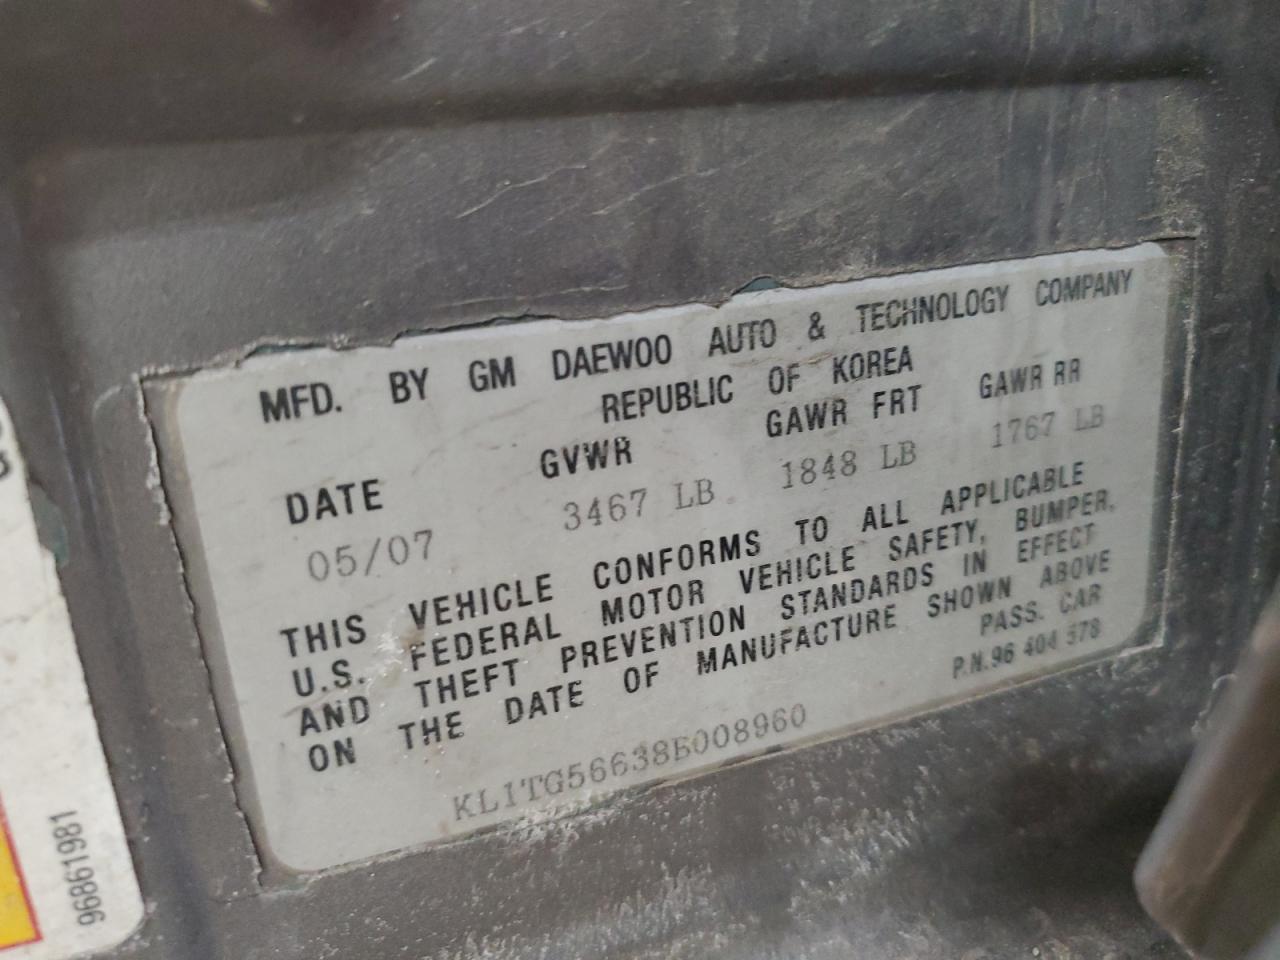 MFD. BY GM DAEWOO AUTO & TECHNOLOGY COMPANY
REPUBLIC OF KOREA
DATE GVWR GAWR FRT GAWR RR
05/07 3467 LB 1848 LB 1767 LB
THIS VEHICLE CONFORMS TO ALL APPLICABLE
U.S. FEDERAL MOTOR VEHICLE SAFETY, BUMPER,
AND THEFT PREVENTION STANDARDS IN EFFECT
ON THE DATE OF MANUFACTURE SHOWN ABOVE
PASS. CAR
P.N.96 404 578
KL1TG56638B008960
96861981